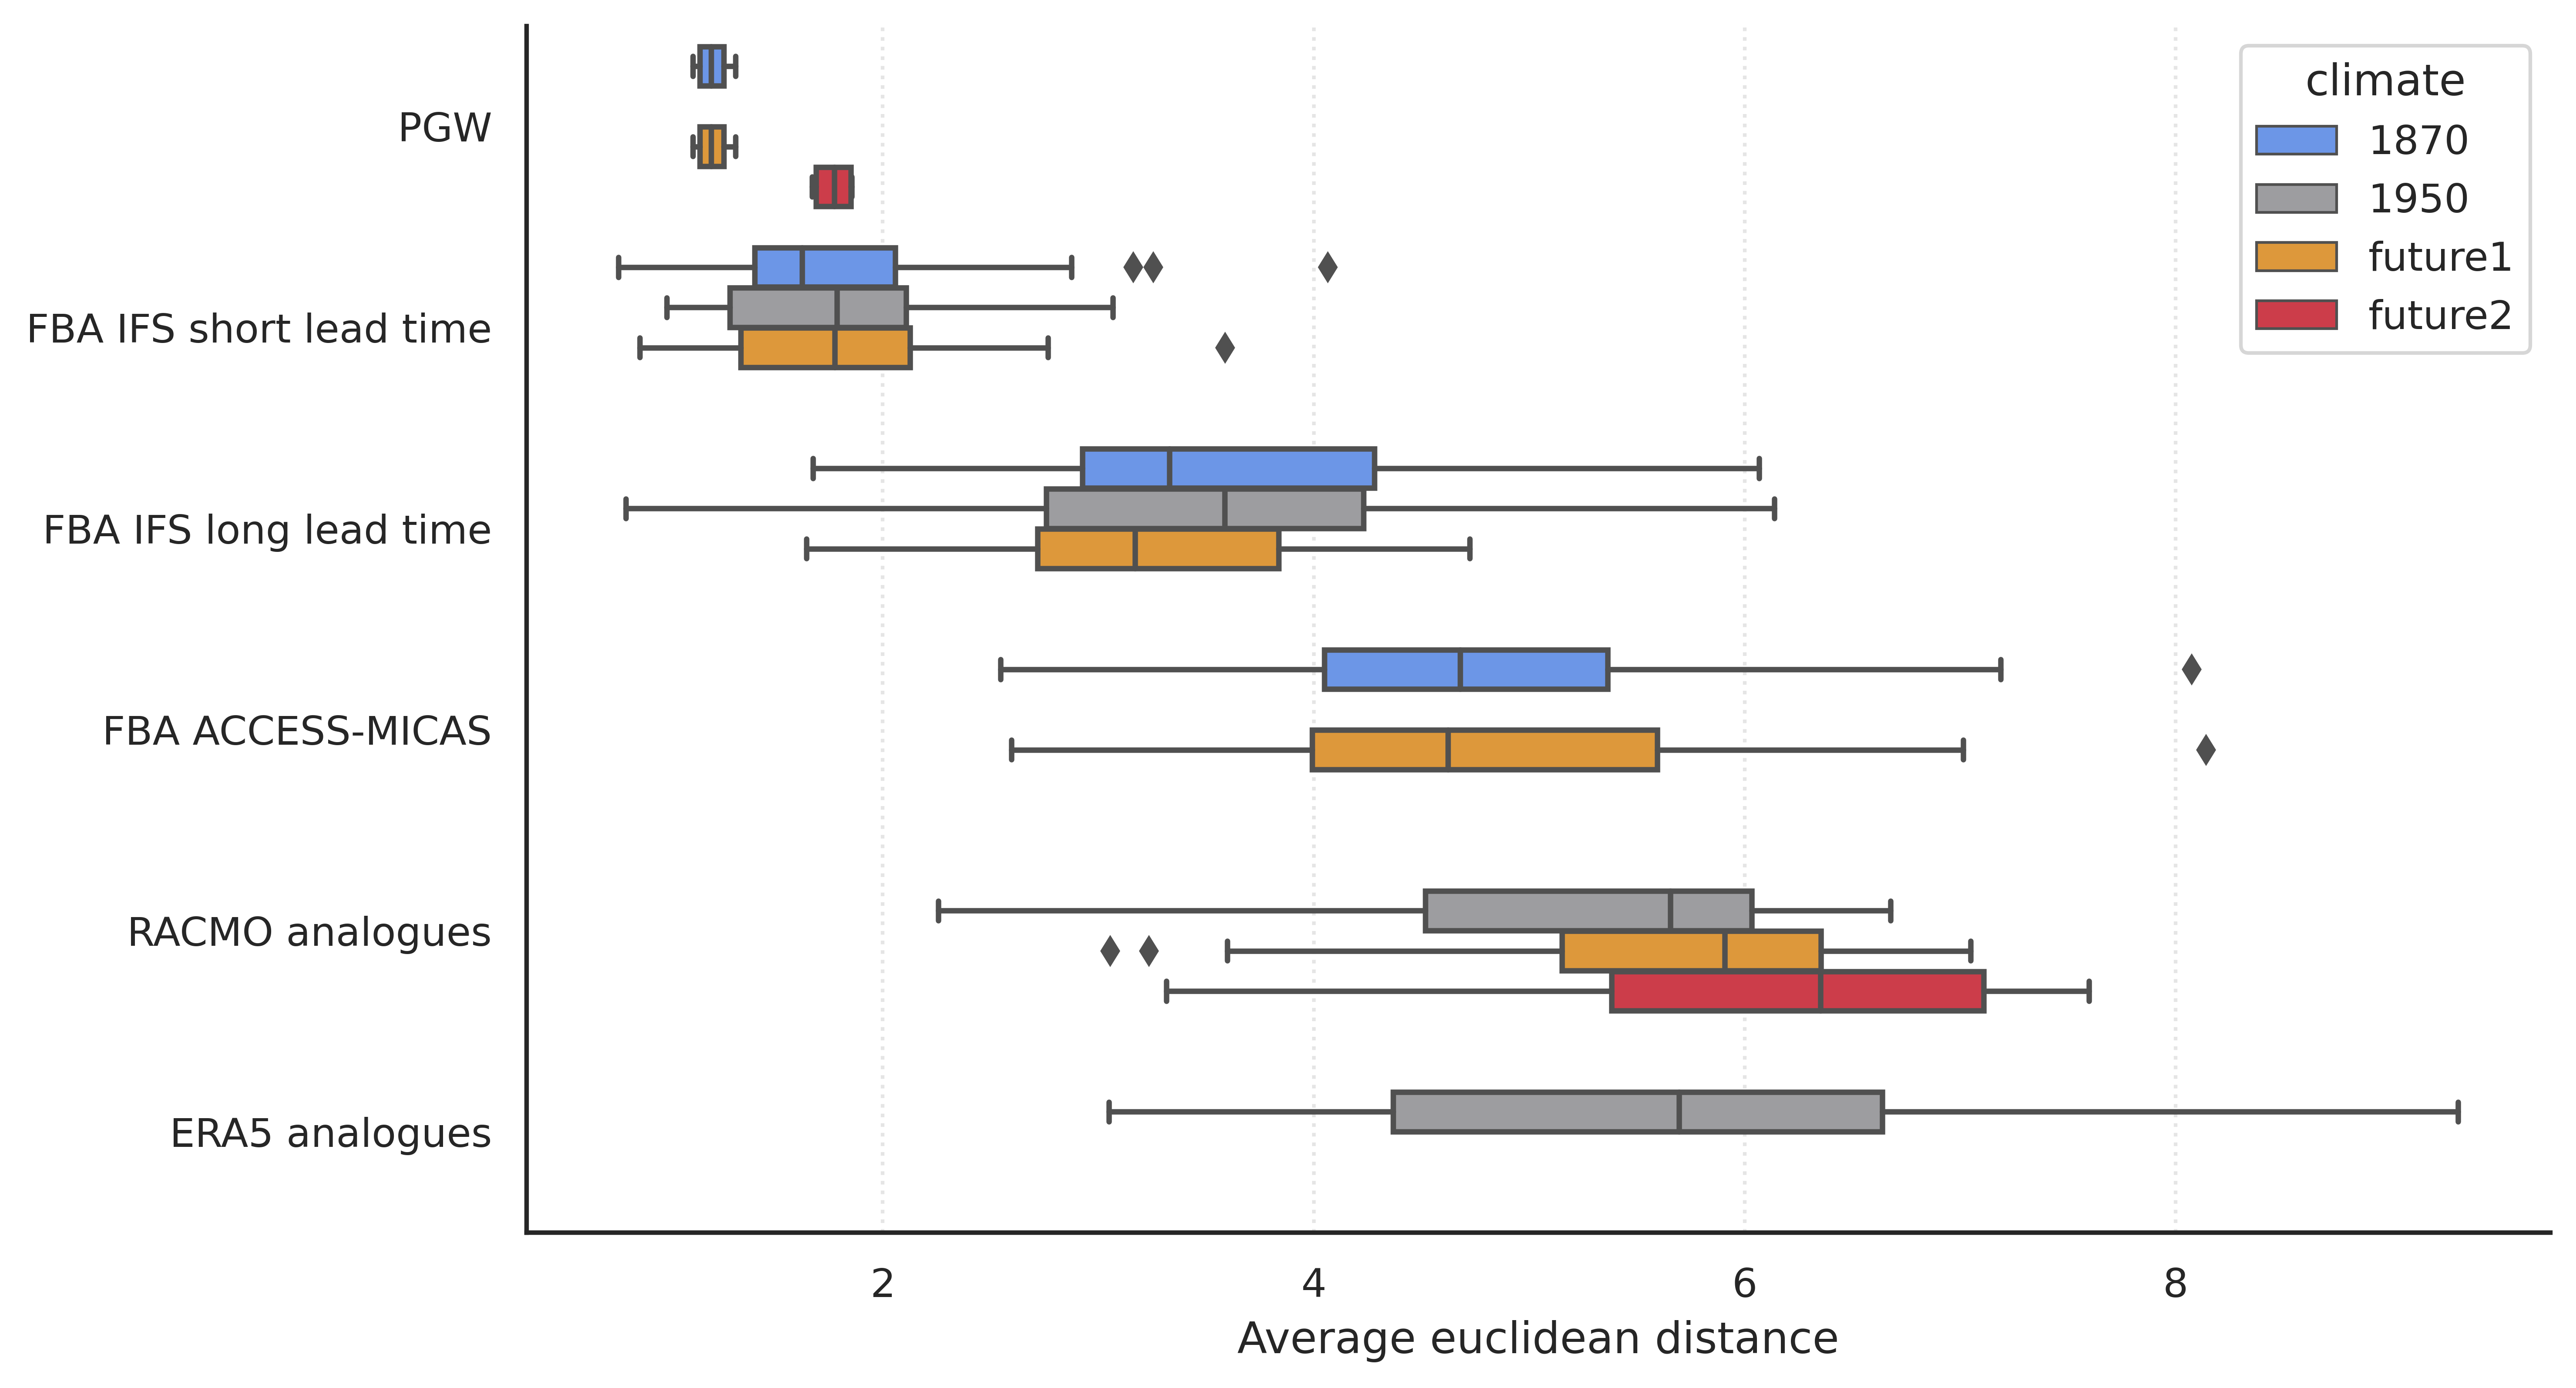 PGW
FBA IFS short lead time
FBA IFS long lead time
FBA ACCESS-MICAS
RACMO analogues
ERA5 analogues
climate
1870
1950
future1
future2
2 4 6 8
Average euclidean distance